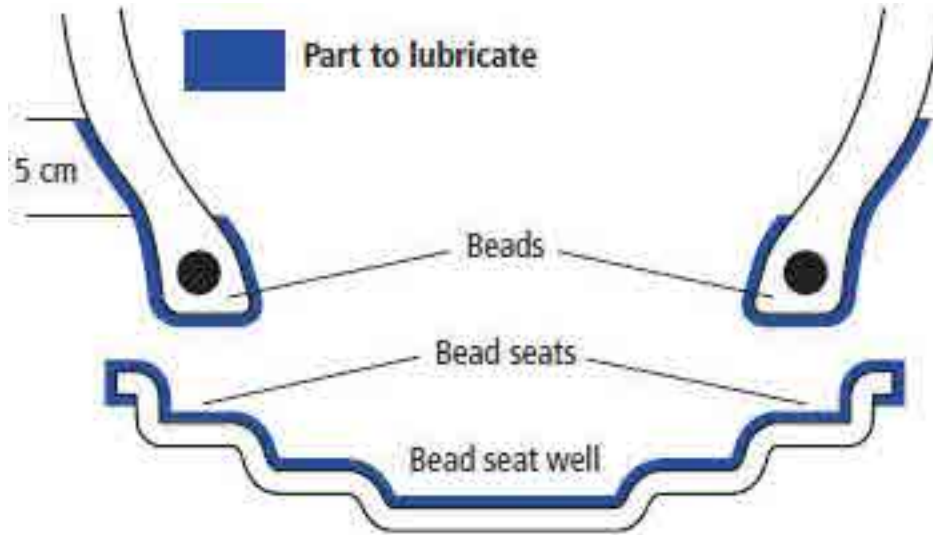 Part to lubricate
5 cm
Beads
Bead seats
Bead seat well